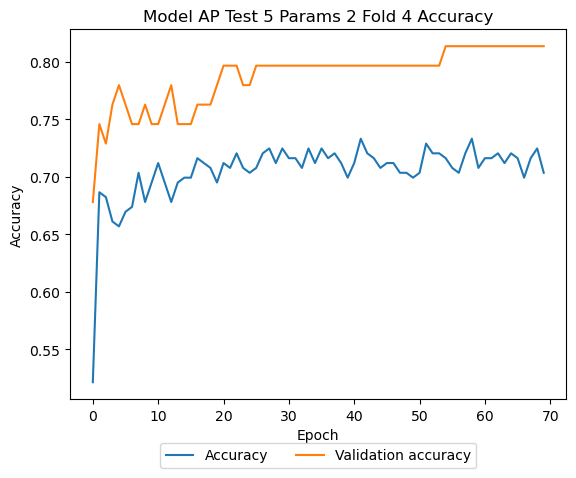 Model AP Test 5 Params 2 Fold 4 Accuracy
0.80
0.75
0.70
0.65
0.60
0.55
Accuracy
0 10 20 30 40 50 60 70
Epoch
Accuracy Validation accuracy